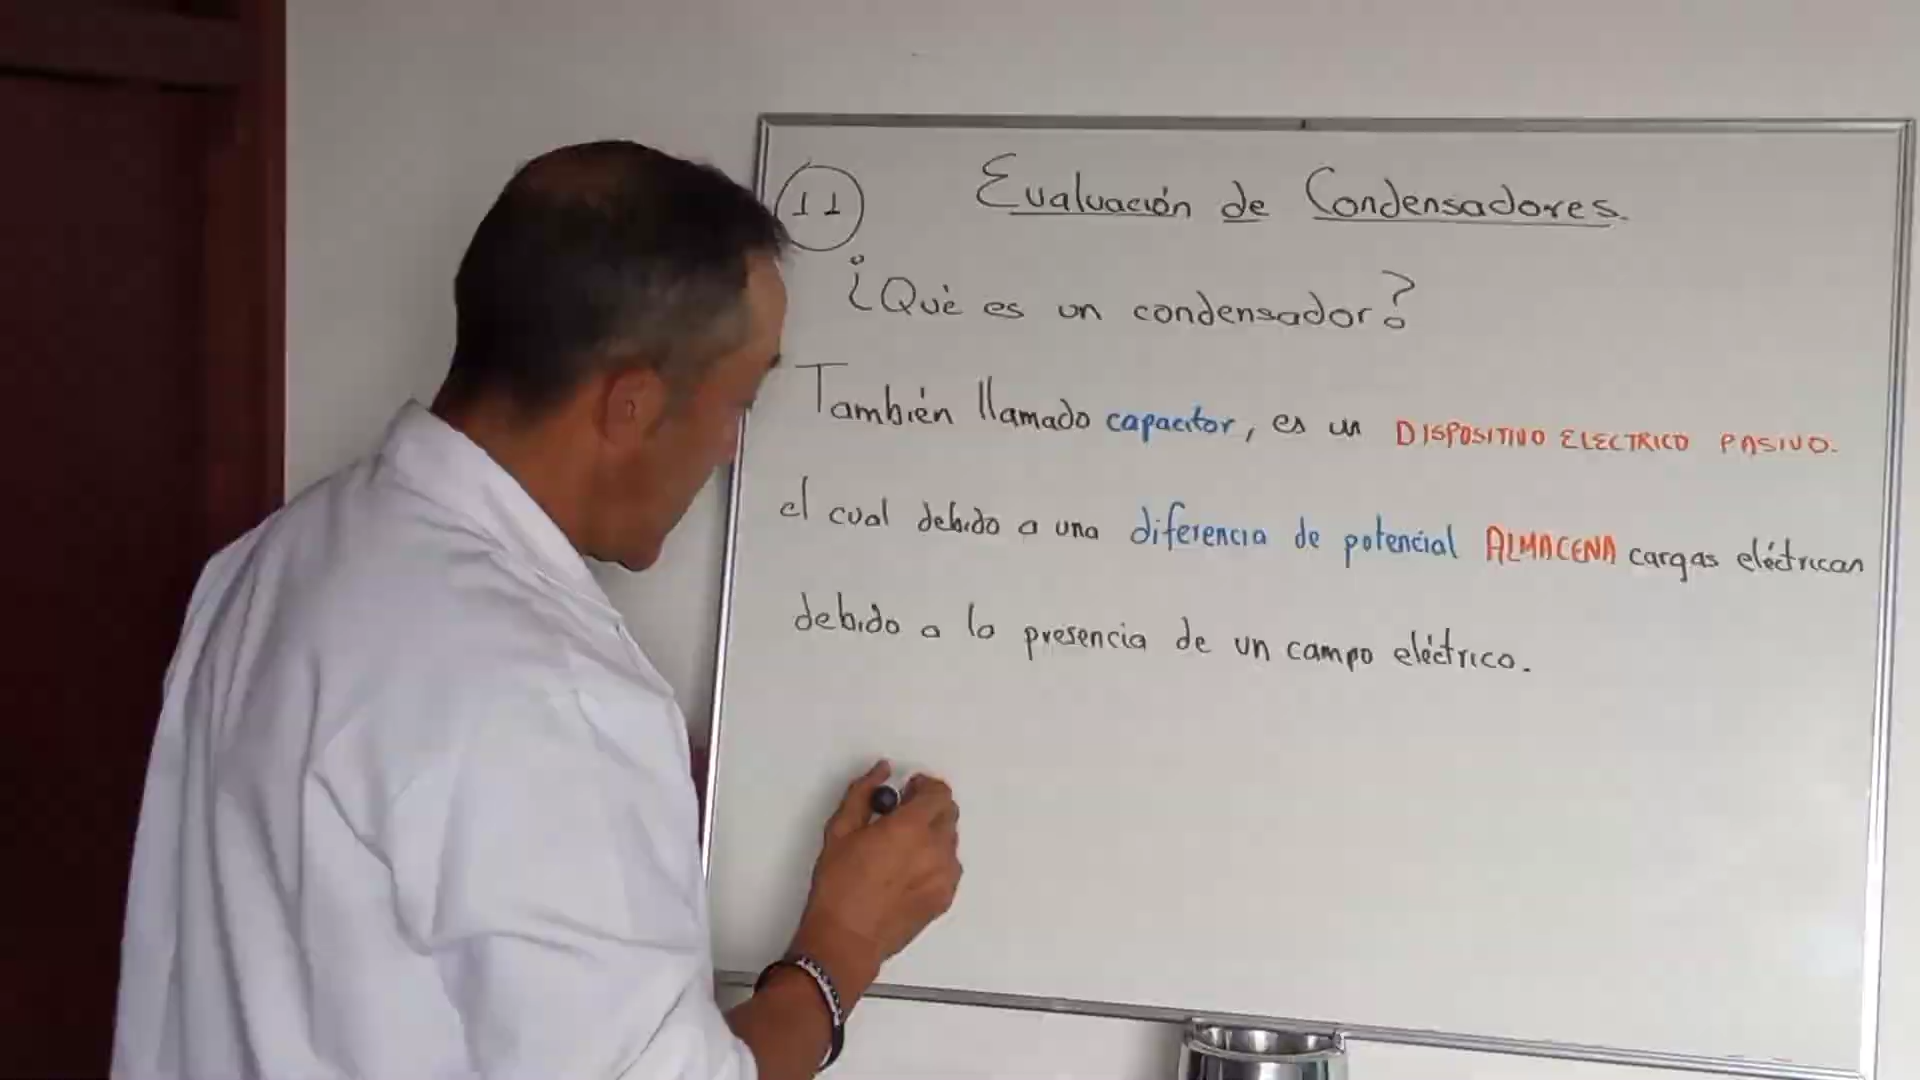 11
Evaluación de Condensadores.
¿Què es un condensador?
También llamado capacitor, es un DISPOSITIVO ELECTRICO PASIVO.
el cual debido a una diferencia de potencial ALMACENA cargas eléctrican
debido a la presencia de un campo eléctrico.